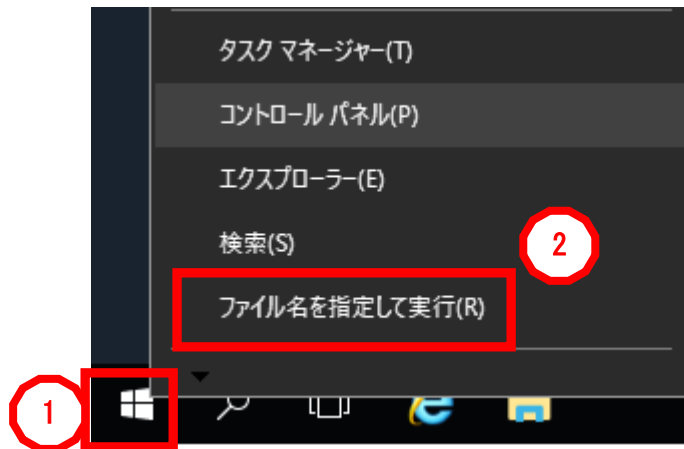 タスク マネージャー(T)
コントロール パネル(P)
エクスプローラー(E)
検索(S)
2
ファイル名を指定して実行(R)
1